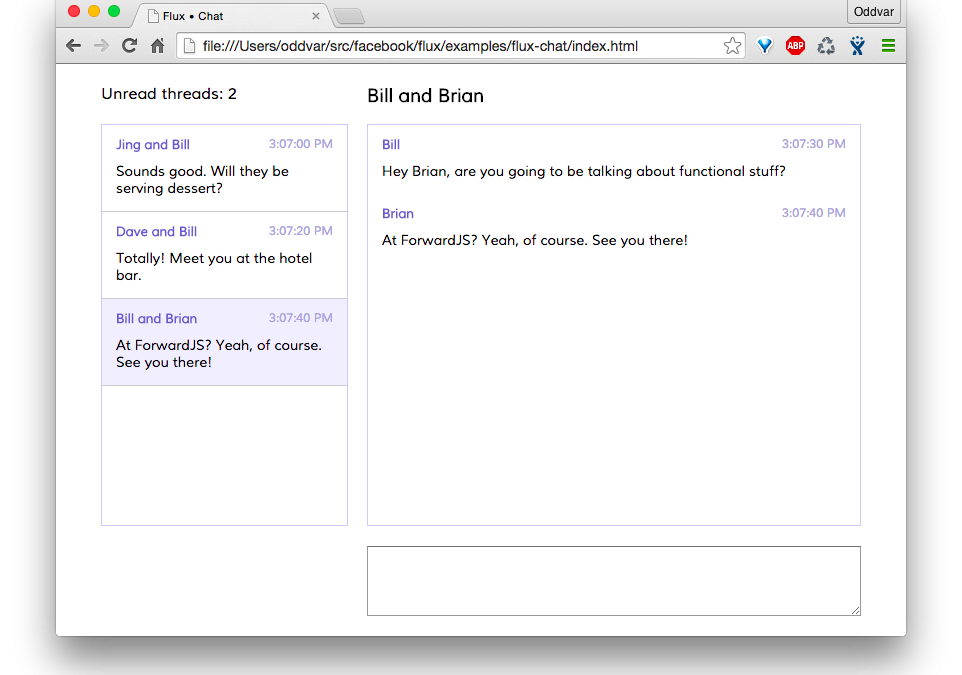 Flux • Chat
Oddvar
file:///Users/oddvar/src/facebook/flux/examples/flux-chat/index.html
ABP
Unread threads: 2
Jing and Bill 3:07:00 PM
Sounds good. Will they be
serving dessert?
Dave and Bill 3:07:20 PM
Totally! Meet you at the hotel
bar.
Bill and Brian 3:07:40 PM
At ForwardJS? Yeah, of course.
See you there!
Bill and Brian
Bill 3:07:30 PM
Hey Brian, are you going to be talking about functional stuff?
Brian 3:07:40 PM
At ForwardJS? Yeah, of course. See you there!